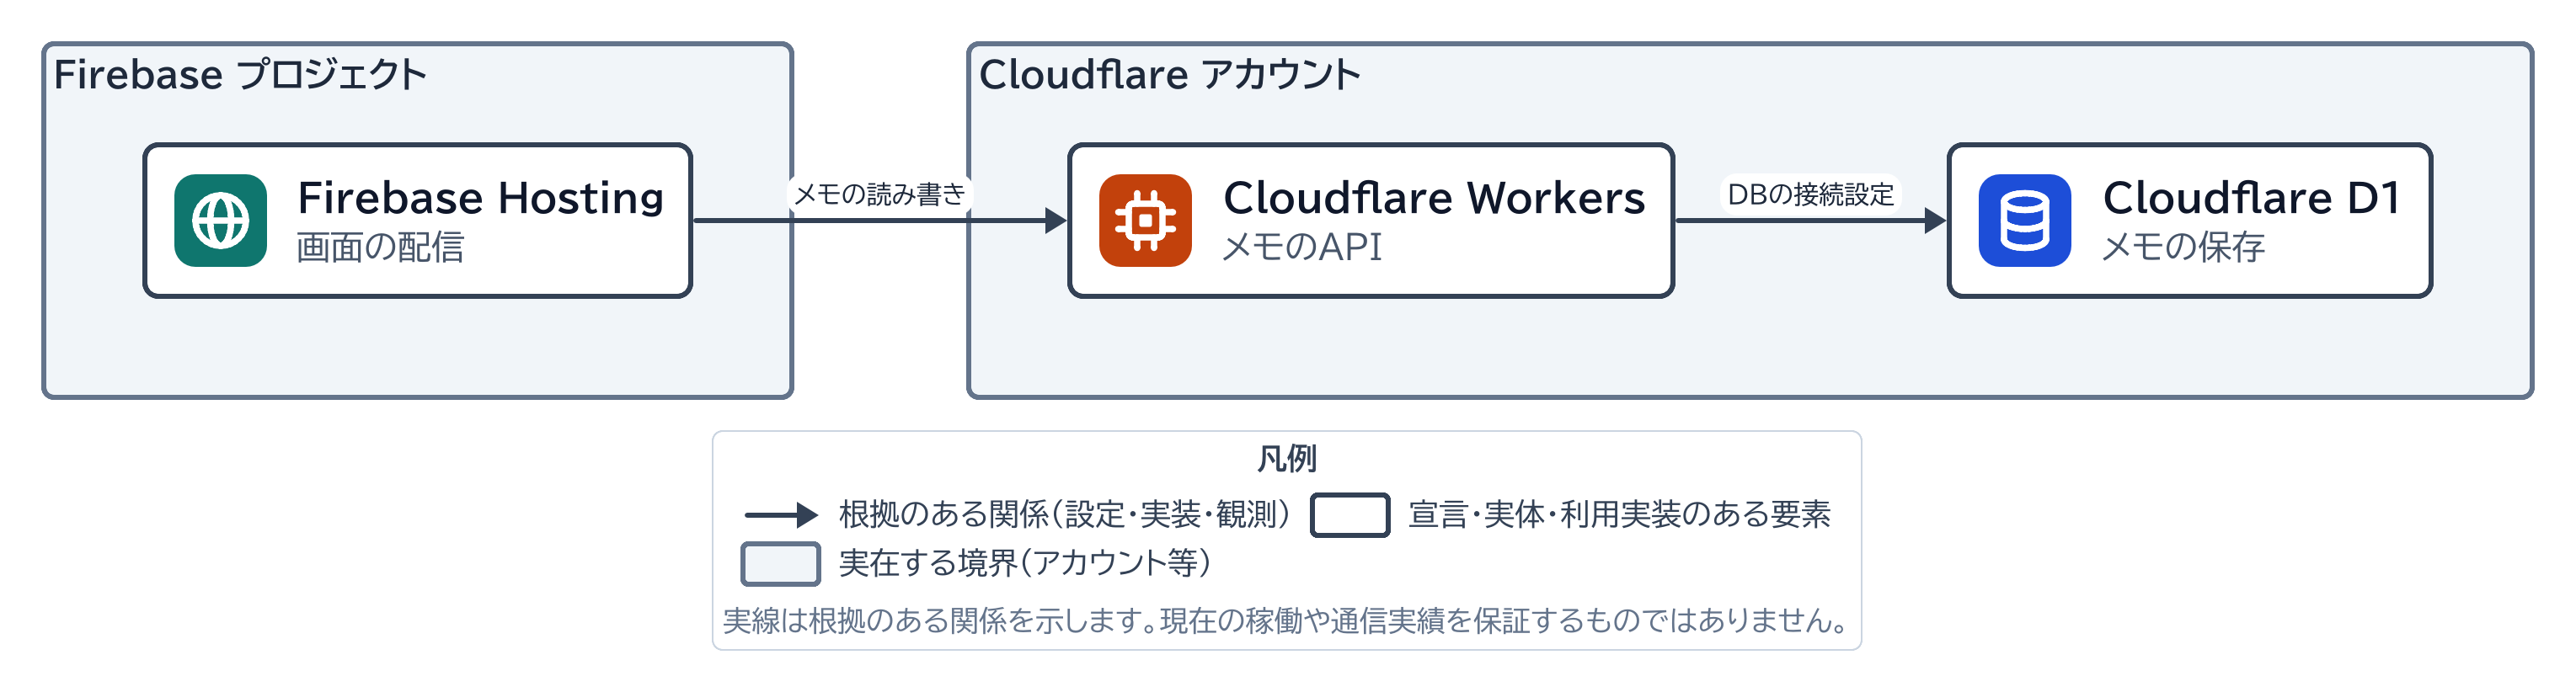 Firebase プロジェクト
Cloudflare アカウント
Firebase Hosting
画面の配信
メモの読み書き
Cloudflare Workers
メモのAPI
DBの接続設定
Cloudflare D1
メモの保存
凡例
根拠のある関係(設定・実装・観測)
宣言・実体・利用実装のある要素
実在する境界(アカウント等)
実線は根拠のある関係を示します。現在の稼働や通信実績を保証するものではありません。